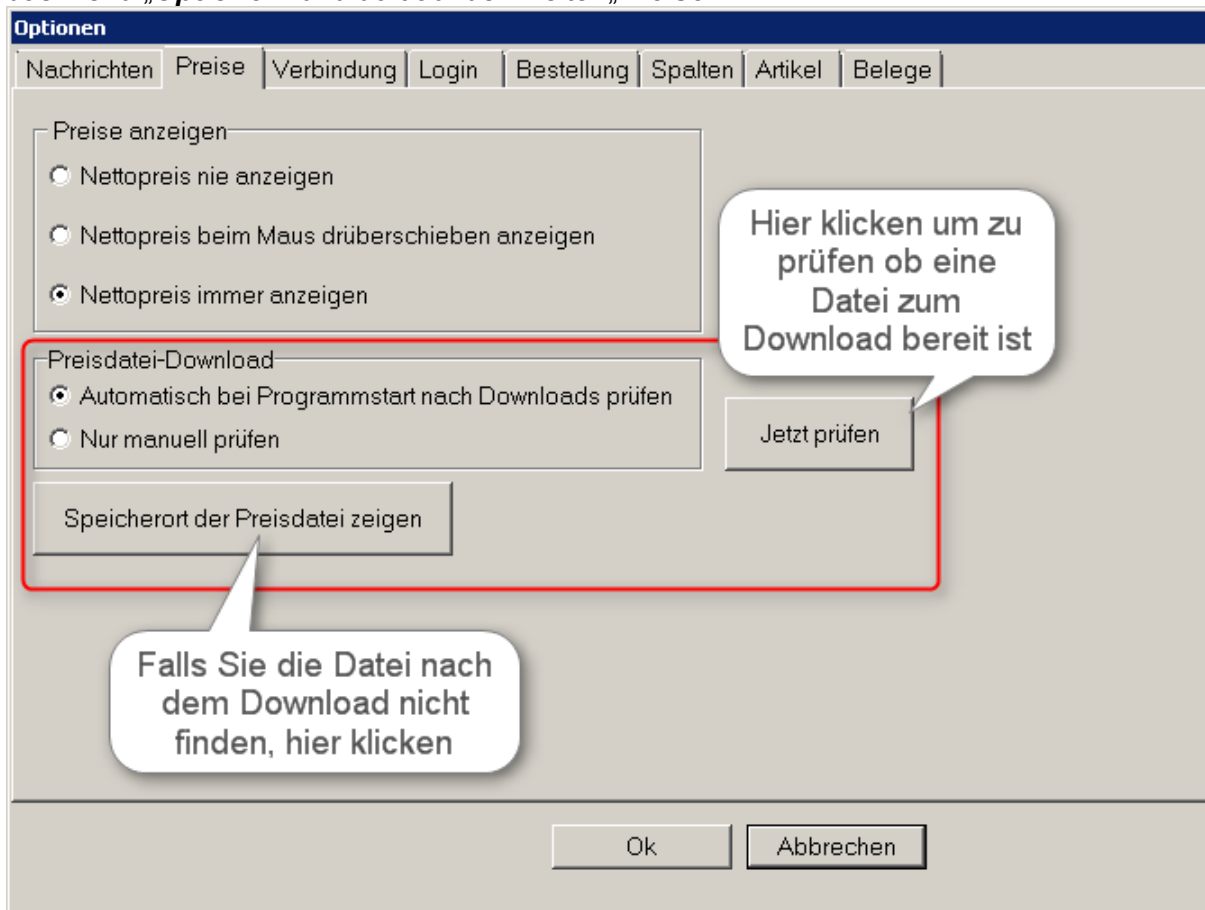 Optionen
Nachrichten Preise Verbindung Login Bestellung Spalten Artikel Belege
Preise anzeigen
Nettopreis nie anzeigen
Nettopreis beim Maus drüberschieben anzeigen
Nettopreis immer anzeigen
Hier klicken um zu
prüfen ob eine
Datei zum
Download bereit ist
Preisdatei-Download
Automatisch bei Programmstart nach Downloads prüfen
Nur manuell prüfen
Jetzt prüfen
Speicherort der Preisdatei zeigen
Falls Sie die Datei nach
dem Download nicht
finden, hier klicken
Ok Abbrechen